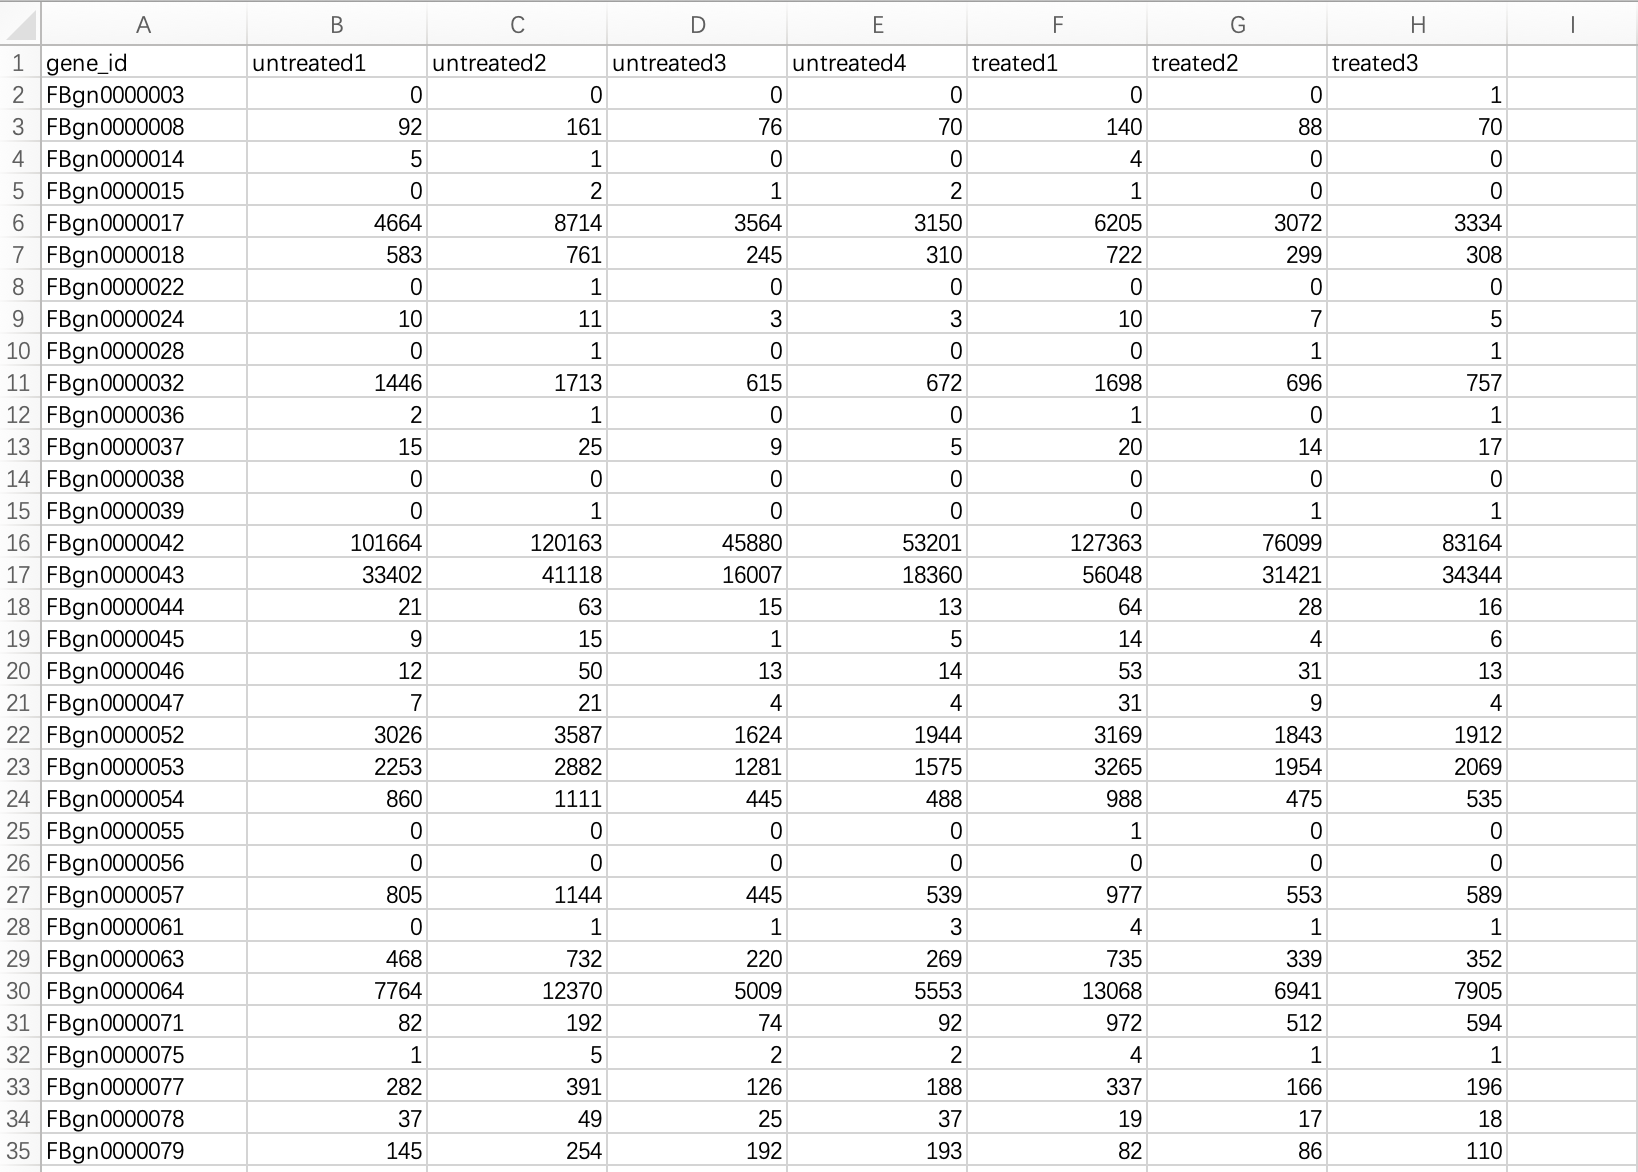 A B C D E F G H I
1 gene_id untreated1 untreated2 untreated3 untreated4 treated1 treated2 treated3
2 FBgn0000003 0 0 0 0 0 0 1
3 FBgn0000008 92 161 76 70 140 88 70
4 FBgn0000014 5 1 0 0 4 0 0
5 FBgn0000015 0 2 1 2 1 0 0
6 FBgn0000017 4664 8714 3564 3150 6205 3072 3334
7 FBgn0000018 583 761 245 310 722 299 308
8 FBgn0000022 0 1 0 0 0 0 0
9 FBgn0000024 10 11 3 3 10 7 5
10 FBgn0000028 0 1 0 0 0 1 1
11 FBgn0000032 1446 1713 615 672 1698 696 757
12 FBgn0000036 2 1 0 0 1 0 1
13 FBgn0000037 15 25 9 5 20 14 17
14 FBgn0000038 0 0 0 0 0 0 0
15 FBgn0000039 0 1 0 0 0 1 1
16 FBgn0000042 101664 120163 45880 53201 127363 76099 83164
17 FBgn0000043 33402 41118 16007 18360 56048 31421 34344
18 FBgn0000044 21 63 15 13 64 28 16
19 FBgn0000045 9 15 1 5 14 4 6
20 FBgn0000046 12 50 13 14 53 31 13
21 FBgn0000047 7 21 4 4 31 9 4
22 FBgn0000052 3026 3587 1624 1944 3169 1843 1912
23 FBgn0000053 2253 2882 1281 1575 3265 1954 2069
24 FBgn0000054 860 1111 445 488 988 475 535
25 FBgn0000055 0 0 0 0 1 0 0
26 FBgn0000056 0 0 0 0 0 0 0
27 FBgn0000057 805 1144 445 539 977 553 589
28 FBgn0000061 0 1 1 3 4 1 1
29 FBgn0000063 468 732 220 269 735 339 352
30 FBgn0000064 7764 12370 5009 5553 13068 6941 7905
31 FBgn0000071 82 192 74 92 972 512 594
32 FBgn0000075 1 5 2 2 4 1 1
33 FBgn0000077 282 391 126 188 337 166 196
34 FBgn0000078 37 49 25 37 19 17 18
35 FBgn0000079 145 254 192 193 82 86 110